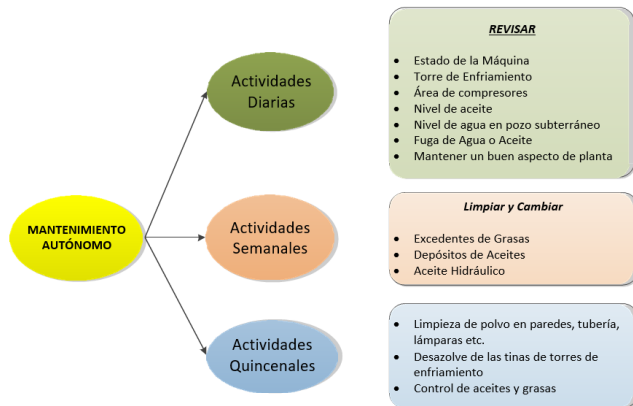 MANTENIMIENTO
AUTÓNOMO
Actividades
Diarias
REVISAR
• Estado de la Máquina
• Torre de Enfriamiento
• Área de compresores
• Nivel de aceite
• Nivel de agua en pozo subterráneo
• Fuga de Agua o Aceite
• Mantener un buen aspecto de planta
Actividades
Semanales
Limpiar y Cambiar
• Excedentes de Grasas
• Depósitos de Aceites
• Aceite Hidráulico
Actividades
Quincenales
• Limpieza de polvo en paredes, tubería,
lámparas etc.
• Desazolve de las tinas de torres de
enfriamiento
• Control de aceites y grasas